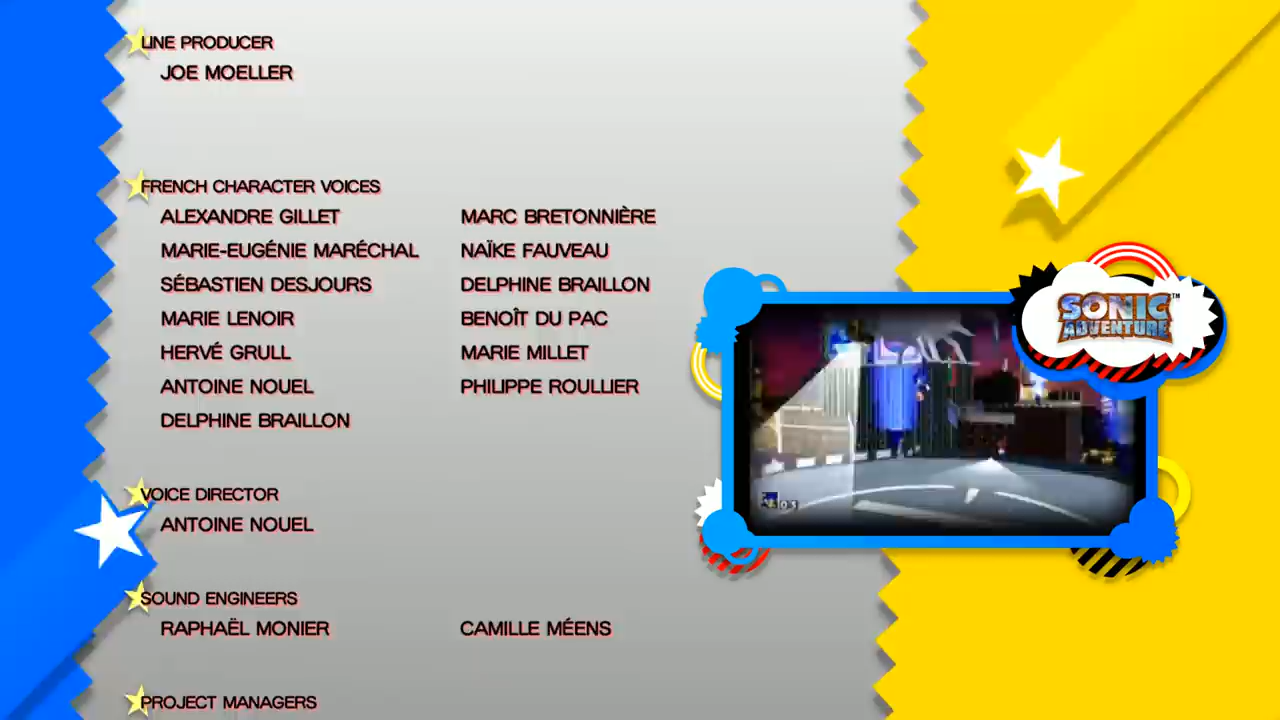 LINE PRODUCER
JOE MOELLER
FRENCH CHARACTER VOICES
ALEXANDRE GILLET
MARC BRETONNIÈRE
MARIE-EUGÉNIE MARÉCHAL
NAÏKE FAUVEAU
SÉBASTIEN DESJOURS
DELPHINE BRAILLON
MARIE LENOIR
BENOÎT DU PAC
HERVÉ GRULL
MARIE MILLET
ANTOINE NOUEL
PHILIPPE ROULLIER
DELPHINE BRAILLON
VOICE DIRECTOR
ANTOINE NOUEL
SOUND ENGINEERS
RAPHAËL MONIER
CAMILLE MÉENS
PROJECT MANAGERS
SONIC
ADVENTURE™
03